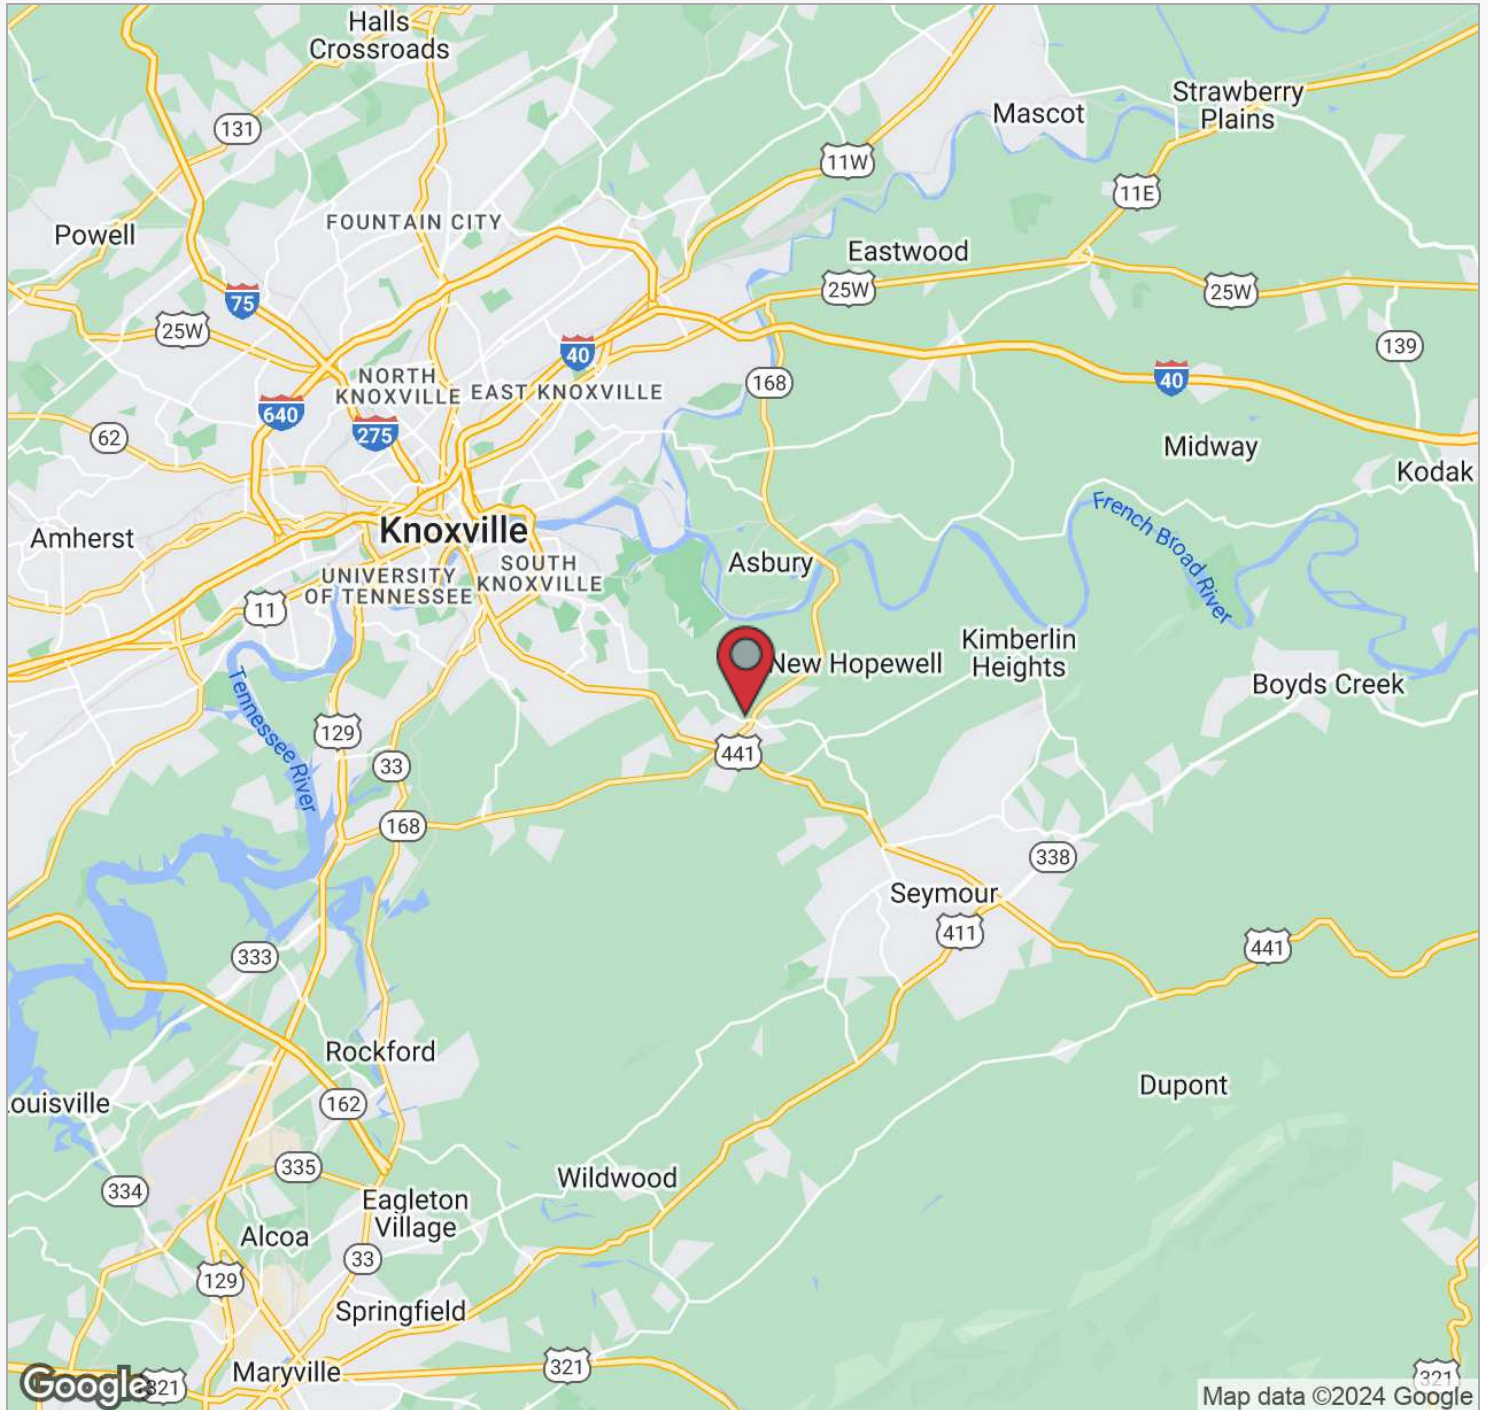 Halls
Crossroads
Strawberry
Plains
Mascot
131
11W
11E
FOUNTAIN CITY
Powell
Eastwood
75
25W
25W
25W
139
40
NORTH
KNOXVILLE
EAST KNOXVILLE
168
40
640
275
62
Midway
Kodak
French Broad River
Knoxville
Amherst
SOUTH
KNOXVILLE
Asbury
UNIVERSITY
OF TENNESSEE
11
Kimberlin
Heights
New Hopewell
Boyds Creek
Tennessee River
129
33
441
168
338
Seymour
411
441
333
Rockford
Dupont
162
ouisville
335
Wildwood
334
Eagleton
Village
Alcoa
33
129
Springfield
321
Maryville
321
321
Google
Map data ©2024 Google